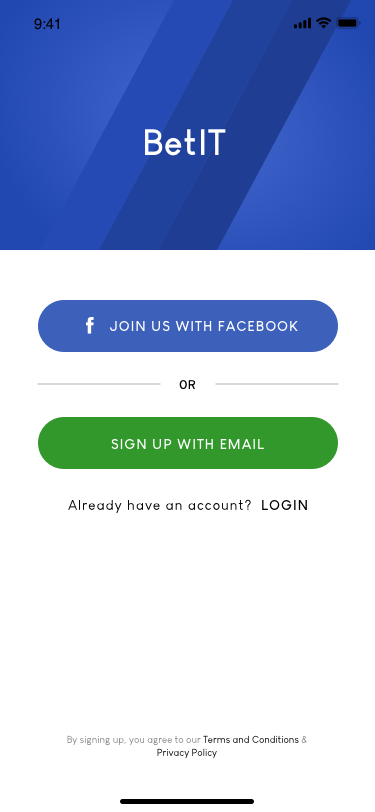 9:41
BetIT
f JOIN US WITH FACEBOOK
OR
SIGN UP WITH EMAIL
Already have an account? LOGIN
By signing up, you agree to our Terms and Conditions &
Privacy Policy